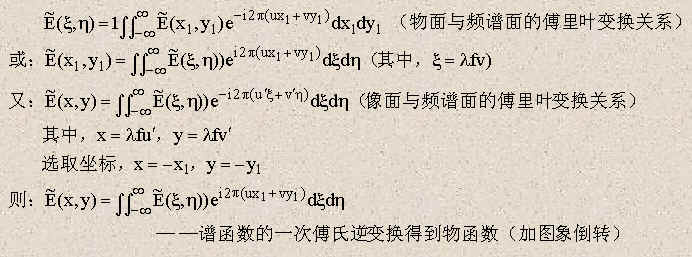 Ẽ(ξ,η)=1∬_{-∞}^{∞}Ẽ(x₁,y₁)e^{-i2π(ux₁+vy₁)}dx₁dy₁ （物面与频谱面的傅里叶变换关系）
或：Ẽ(x₁,y₁)=∬_{-∞}^{∞}Ẽ(ξ,η))e^{i2π(ux₁+vy₁)}dξdη（其中，ξ=λfv)
又：Ẽ(x,y)=∬_{-∞}^{∞}Ẽ(ξ,η))e^{-i2π(u'ξ+v'η)}dξdη（像面与频谱面的傅里叶变换关系）
其中，x=λfu'，y=λfv'
选取坐标，x=-x₁，y=-y₁
则：Ẽ(x,y)=∬_{-∞}^{∞}Ẽ(ξ,η))e^{i2π(ux₁+vy₁)}dξdη
——谱函数的一次傅氏逆变换得到物函数（加图象倒转）